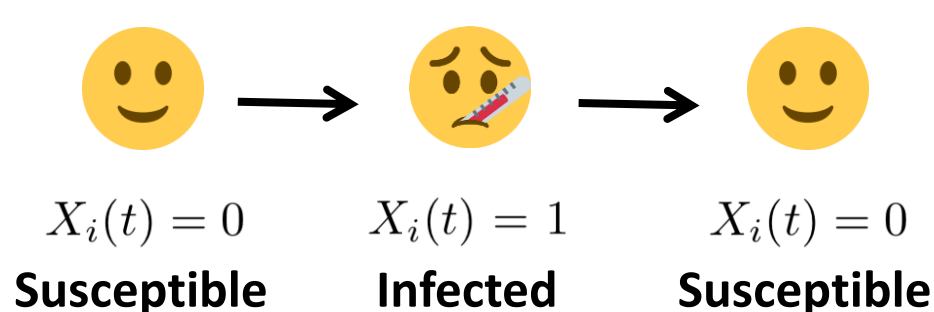 X_i(t) = 0 X_i(t) = 1 X_i(t) = 0
Susceptible Infected Susceptible